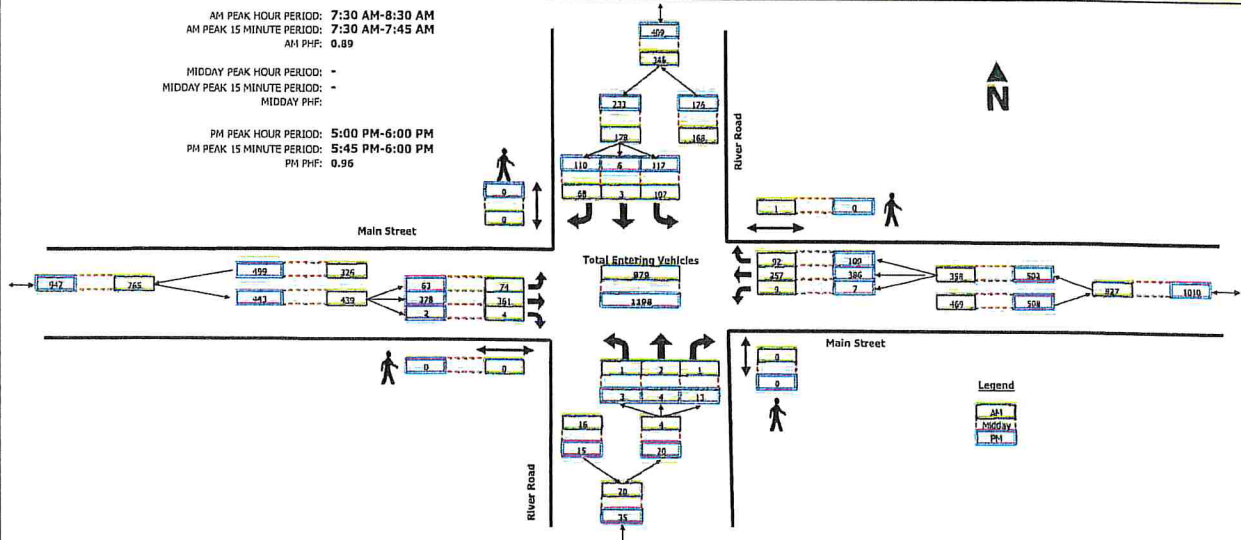 AM PEAK HOUR PERIOD: 7:30 AM-8:30 AM
AM PEAK 15 MINUTE PERIOD: 7:30 AM-7:45 AM
AM PHF: 0.89
MIDDAY PEAK HOUR PERIOD: -
MIDDAY PEAK 15 MINUTE PERIOD: -
MIDDAY PHF:
PM PEAK HOUR PERIOD: 5:00 PM-6:00 PM
PM PEAK 15 MINUTE PERIOD: 5:45 PM-6:00 PM
PM PHF: 0.96
409
346
233 176
178 168
110 6 117
68 3 107
N
River Road
0
0
1 0
Main Street
942 765
499 326
443 439
63 74
378 361
2 4
Total Entering Vehicles
979
1198
92 109
257 386
9 7
358 502
469 508
827 1010
Main Street
0 0
0
0
1 2 1
3 4 13
16 4
15 20
20
35
River Road
Legend
AM
Midday
PM